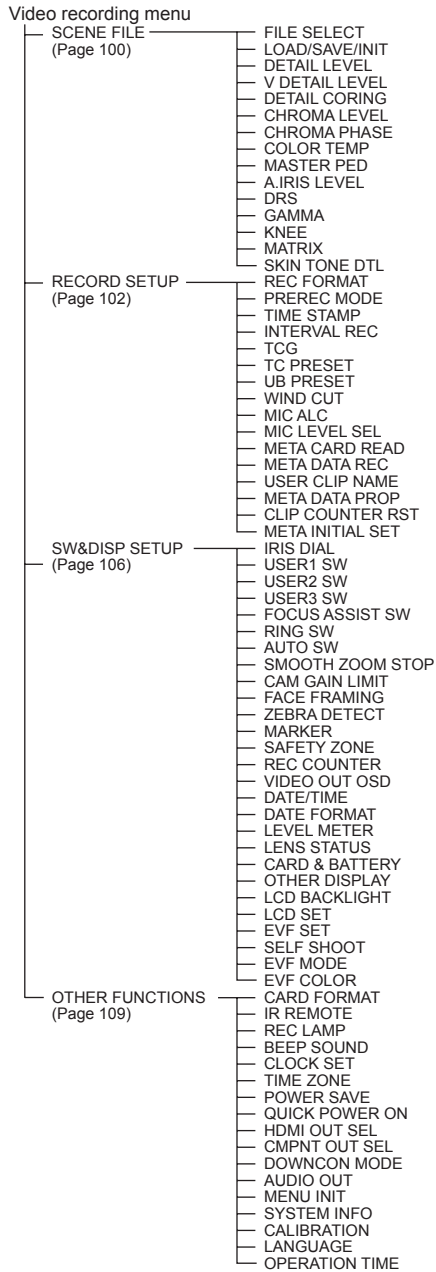 Video recording menu
SCENE FILE
(Page 100)
FILE SELECT
LOAD/SAVE/INIT
DETAIL LEVEL
V DETAIL LEVEL
DETAIL CORING
CHROMA LEVEL
CHROMA PHASE
COLOR TEMP
MASTER PED
A.IRIS LEVEL
DRS
GAMMA
KNEE
MATRIX
SKIN TONE DTL
RECORD SETUP
(Page 102)
REC FORMAT
PREREC MODE
TIME STAMP
INTERVAL REC
TCG
TC PRESET
UB PRESET
WIND CUT
MIC ALC
MIC LEVEL SEL
META CARD READ
META DATA REC
USER CLIP NAME
META DATA PROP
CLIP COUNTER RST
META INITIAL SET
SW&DISP SETUP
(Page 106)
IRIS DIAL
USER1 SW
USER2 SW
USER3 SW
FOCUS ASSIST SW
RING SW
AUTO SW
SMOOTH ZOOM STOP
CAM GAIN LIMIT
FACE FRAMING
ZEBRA DETECT
MARKER
SAFETY ZONE
REC COUNTER
VIDEO OUT OSD
DATE/TIME
DATE FORMAT
LEVEL METER
LENS STATUS
CARD & BATTERY
OTHER DISPLAY
LCD BACKLIGHT
LCD SET
EVF SET
SELF SHOOT
EVF MODE
EVF COLOR
OTHER FUNCTIONS
(Page 109)
CARD FORMAT
IR REMOTE
REC LAMP
BEEP SOUND
CLOCK SET
TIME ZONE
POWER SAVE
QUICK POWER ON
HDMI OUT SEL
CMPNT OUT SEL
DOWNCON MODE
AUDIO OUT
MENU INIT
SYSTEM INFO
CALIBRATION
LANGUAGE
OPERATION TIME